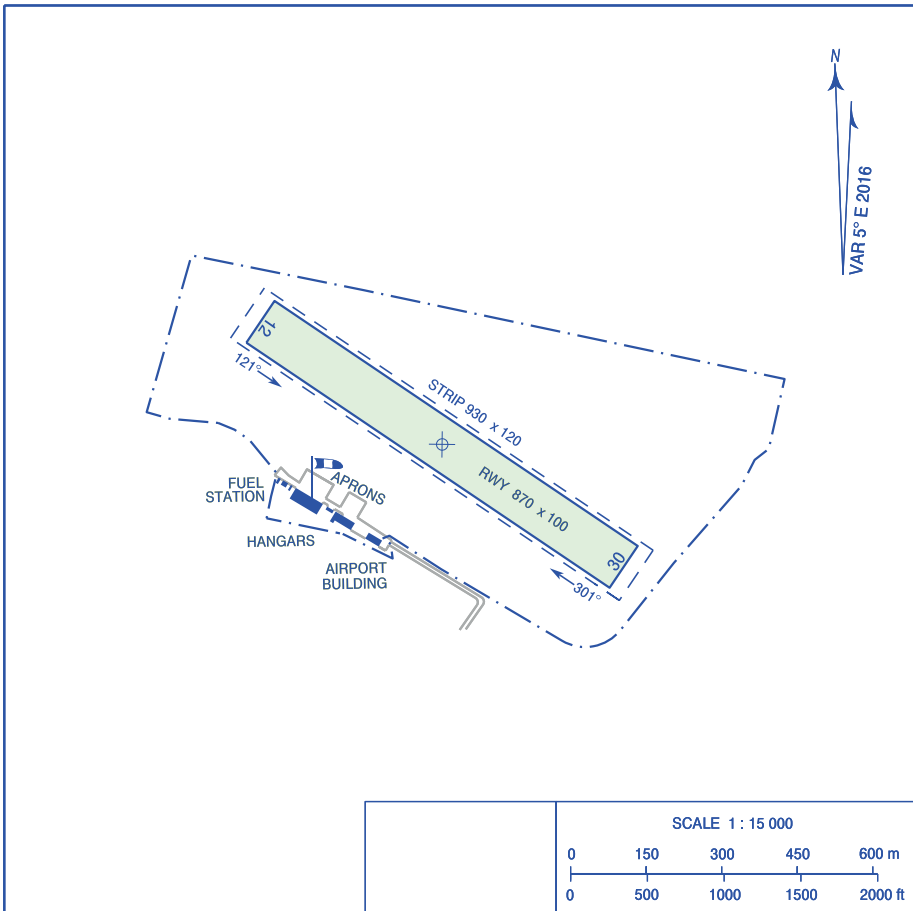 N
VAR 5° E 2016
12
121°
STRIP 930 x 120
RWY 870 x 100
FUEL
STATION
APRONS
HANGARS
AIRPORT
BUILDING
30
301°
SCALE 1 : 15 000
0 150 300 450 600 m
0 500 1000 1500 2000 ft